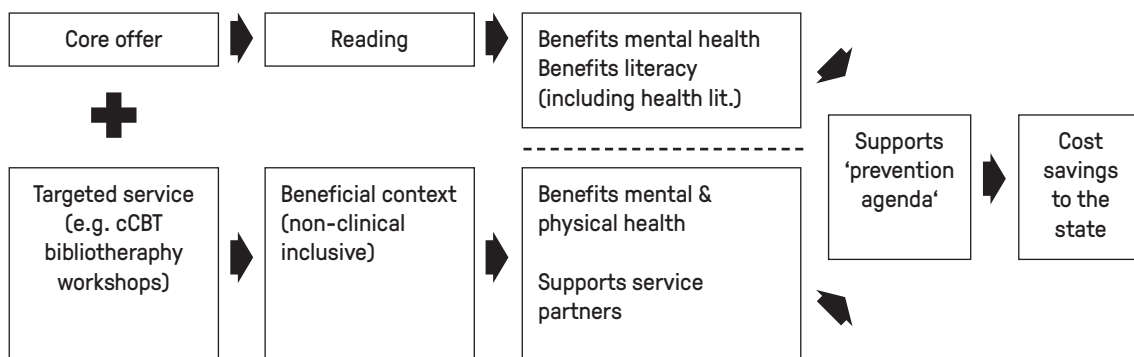 Core offer
Reading
Benefits mental health
Benefits literacy
(including health lit.)
Targeted service
(e.g. cCBT
bibliotheraphy
workshops)
Beneficial context
(non-clinical
inclusive)
Benefits mental &
physical health
Supports service
partners
Supports
‘prevention
agenda‘
Cost
savings
to the
state